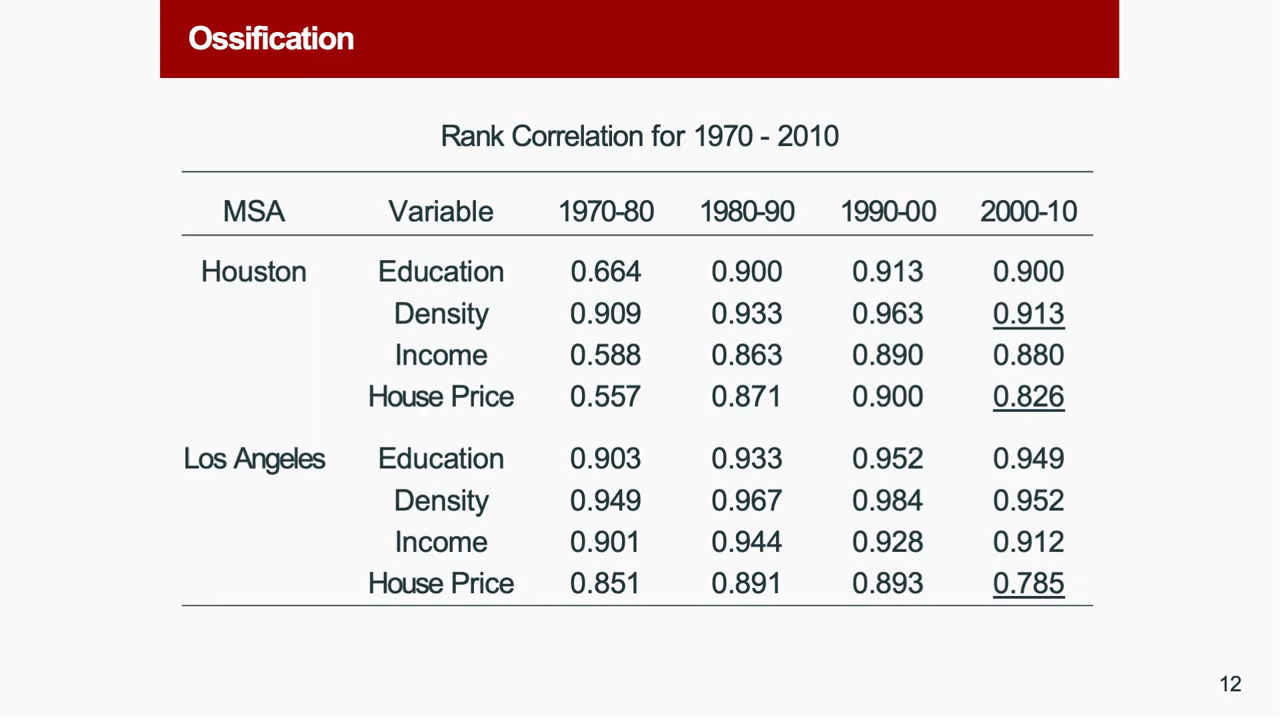 Ossification
Rank Correlation for 1970 - 2010
MSA Variable 1970-80 1980-90 1990-00 2000-10
Houston Education 0.664 0.900 0.913 0.900
Density 0.909 0.933 0.963 0.913
Income 0.588 0.863 0.890 0.880
House Price 0.557 0.871 0.900 0.826
Los Angeles Education 0.903 0.933 0.952 0.949
Density 0.949 0.967 0.984 0.952
Income 0.901 0.944 0.928 0.912
House Price 0.851 0.891 0.893 0.785
12